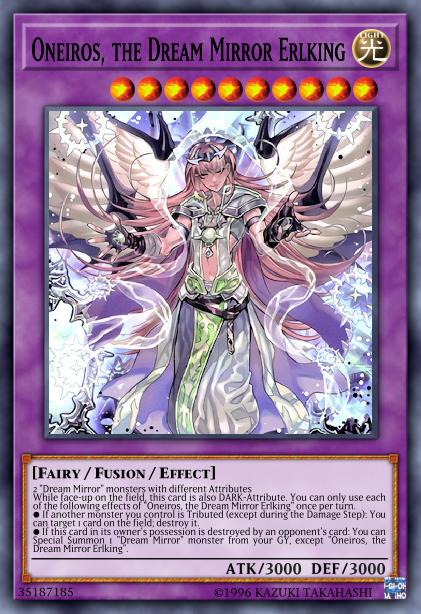 ONEIROS, THE DREAM MIRROR ERLKING
LIGHT
光
[FAIRY / FUSION / EFFECT]
2 "Dream Mirror" monsters with different Attributes
While face-up on the field, this card is also DARK-Attribute. You can only use each
of the following effects of "Oneiros, the Dream Mirror Erlking" once per turn.
● If another monster you control is Tributed (except during the Damage Step): You
can target 1 card on the field; destroy it.
● If this card in its owner's possession is destroyed by an opponent's card: You can
Special Summon 1 "Dream Mirror" monster from your GY, except "Oneiros, the
Dream Mirror Erlking".
ATK/3000 DEF/3000
35187185
©1996 KAZUKI TAKAHASHI